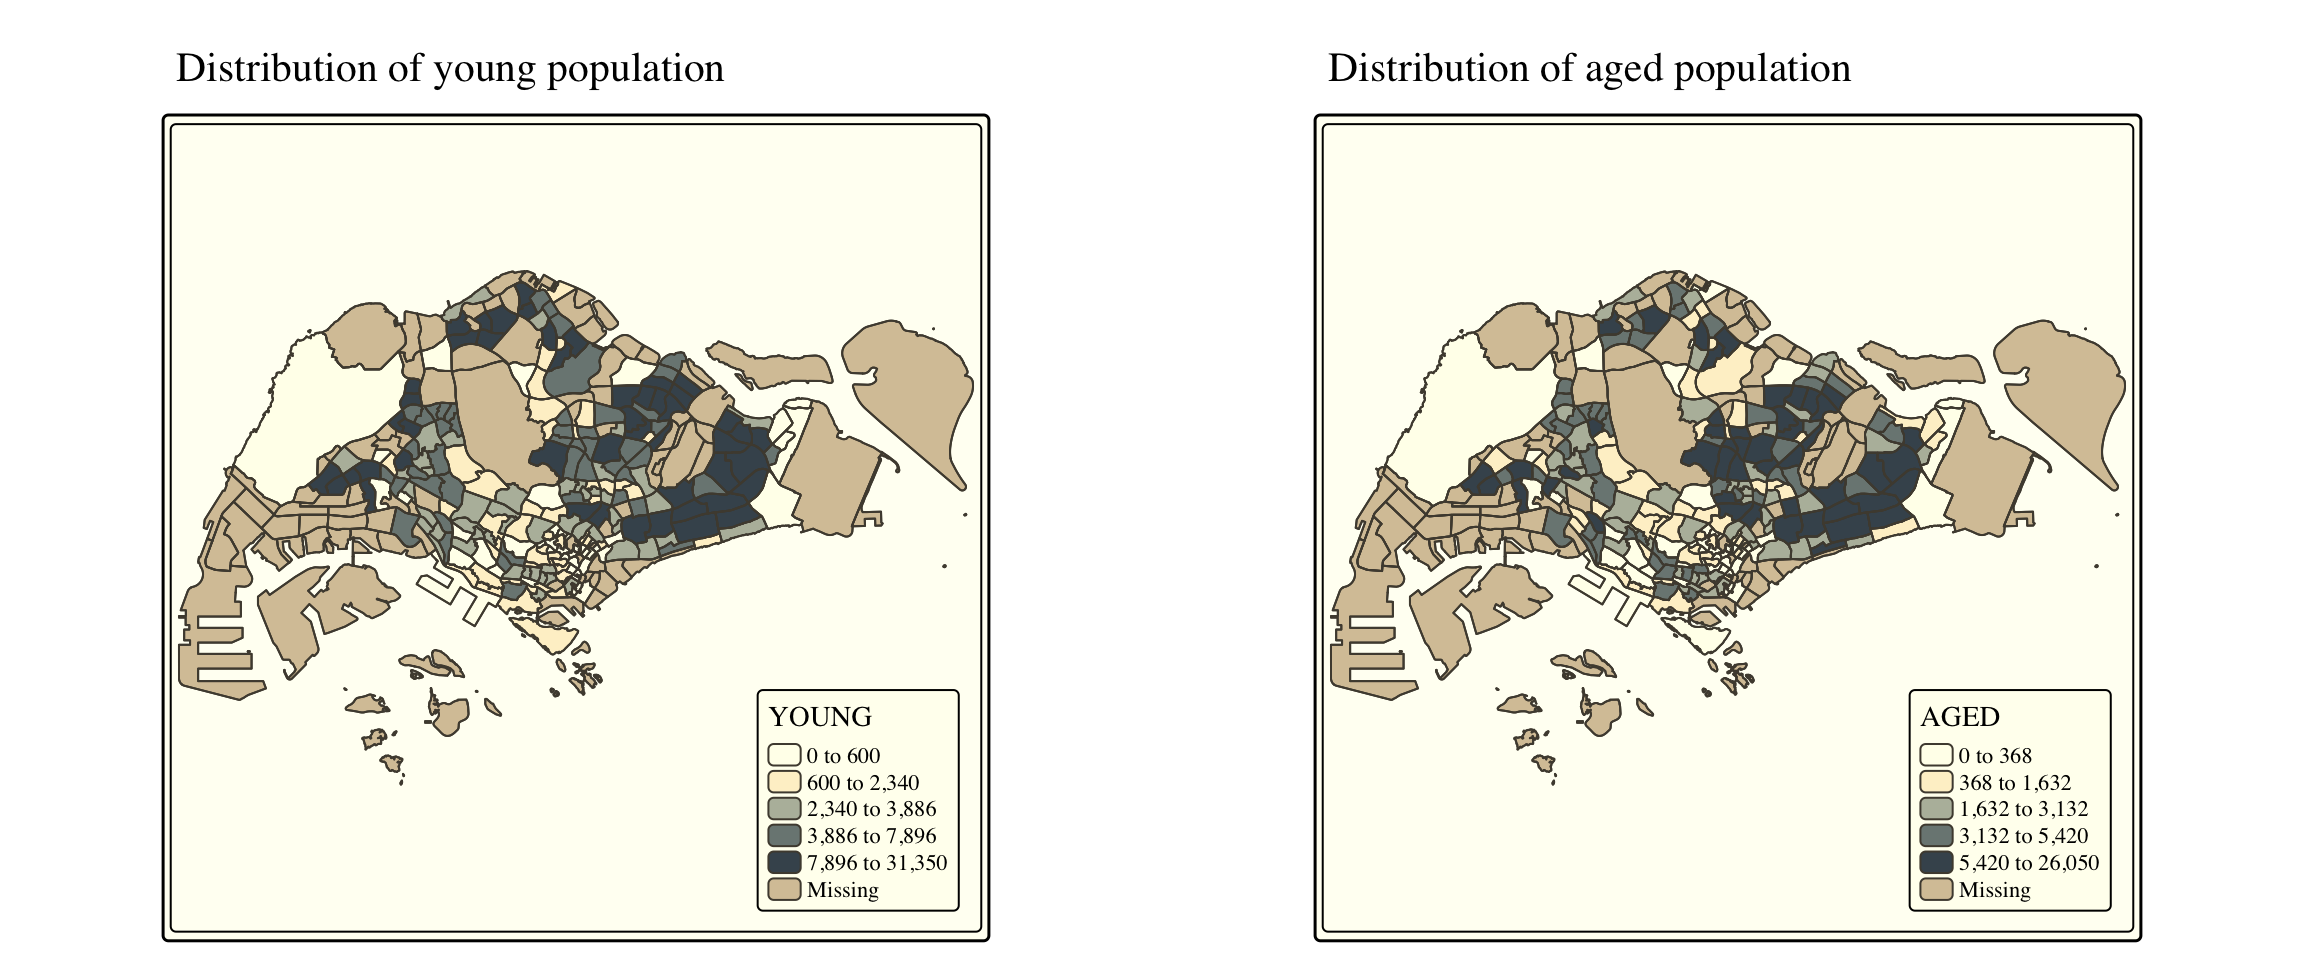 Distribution of young population
YOUNG
0 to 600
600 to 2,340
2,340 to 3,886
3,886 to 7,896
7,896 to 31,350
Missing
Distribution of aged population
AGED
0 to 368
368 to 1,632
1,632 to 3,132
3,132 to 5,420
5,420 to 26,050
Missing